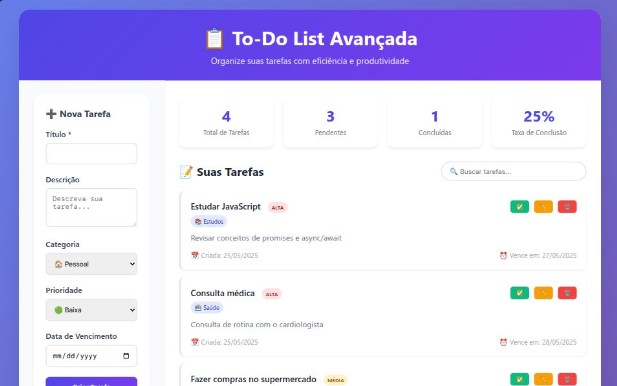 📋 To-Do List Avançada
Organize suas tarefas com eficiência e produtividade
➕ Nova Tarefa
Título *
Descrição
Descreva sua
tarefa...
Categoria
🏠 Pessoal
Prioridade
🟢 Baixa
Data de Vencimento
mm/dd/yyyy
4
Total de Tarefas
3
Pendentes
1
Concluídas
25%
Taxa de Conclusão
📝 Suas Tarefas
🔍 Buscar tarefas...
Estudar JavaScript ALTA
📚 Estudos
Revisar conceitos de promises e async/await
📅 Criada: 25/05/2025
⏰ Vence em: 27/05/2025
Consulta médica ALTA
🏥 Saúde
Consulta de rotina com o cardiologista
📅 Criada: 25/05/2025
⏰ Vence em: 28/05/2025
Fazer compras no supermercado MÉDIA